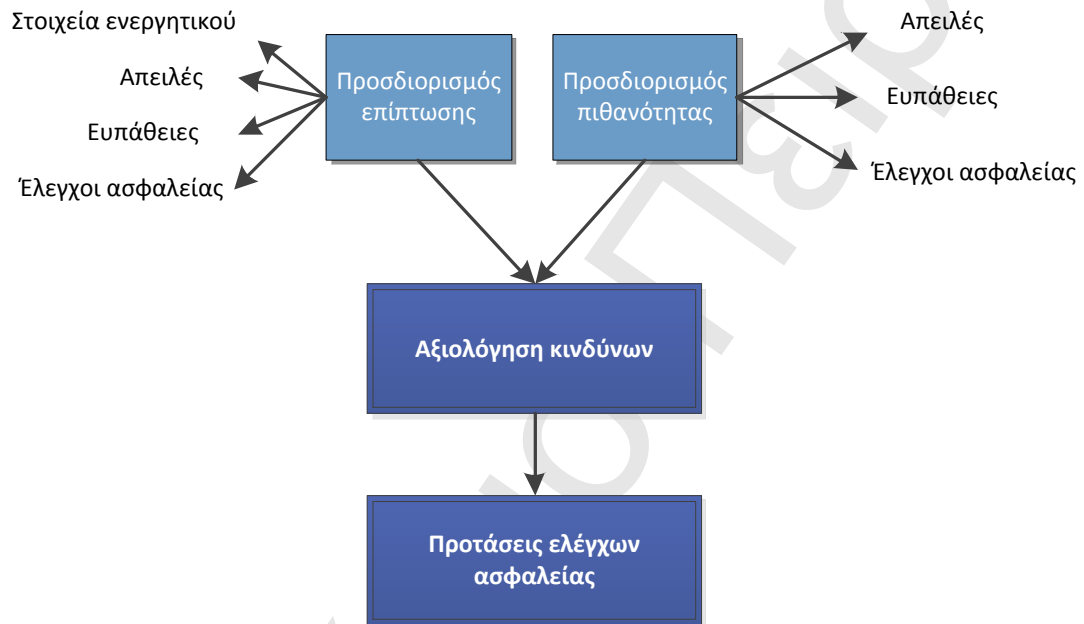 Στοιχεία ενεργητικού
Απειλές
Ευπάθειες
Έλεγχοι ασφαλείας
Προσδιορισμός
επίπτωσης
Προσδιορισμός
πιθανότητας
Απειλές
Ευπάθειες
Έλεγχοι ασφαλείας
Αξιολόγηση κινδύνων
Προτάσεις ελέγχων
ασφαλείας